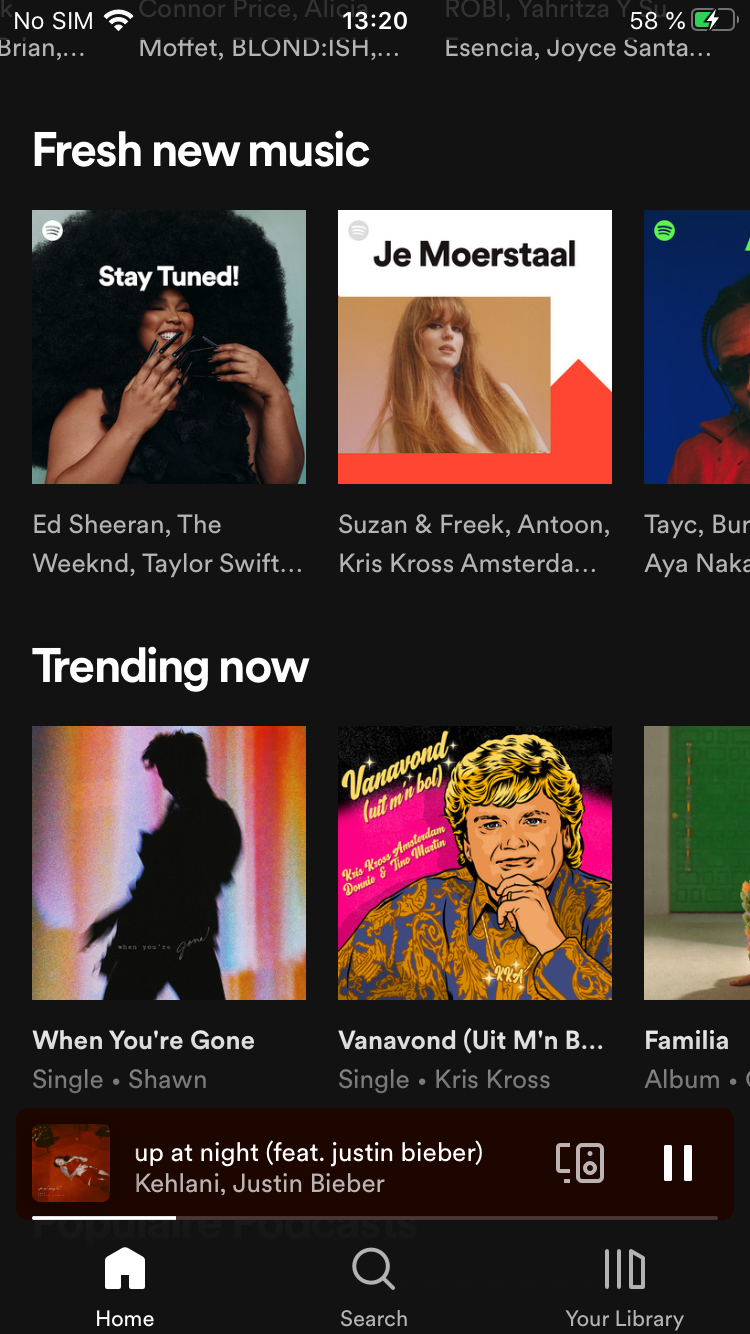 No SIM 13:20 58 %
Connor Price, Alicia
ROBI, Yahritza Y Su
Brian,...
Moffet, BLOND:ISH,...
Esencia, Joyce Santa...
Fresh new music
Stay Tuned!
Je Moerstaal
Ed Sheeran, The
Weeknd, Taylor Swift...
Suzan & Freek, Antoon,
Kris Kross Amsterda...
Tayc, Bur
Aya Naka
Trending now
when you're gone
Vanavond
(uit m'n bol)
Kris Kross Amsterdam
Donnie & Tino Martin
KKA
When You're Gone
Single • Shawn
Vanavond (Uit M'n B...
Single • Kris Kross
Familia
Album •
up at night (feat. justin bieber)
Kehlani, Justin Bieber
Populaire Podcasts
Home
Search
Your Library